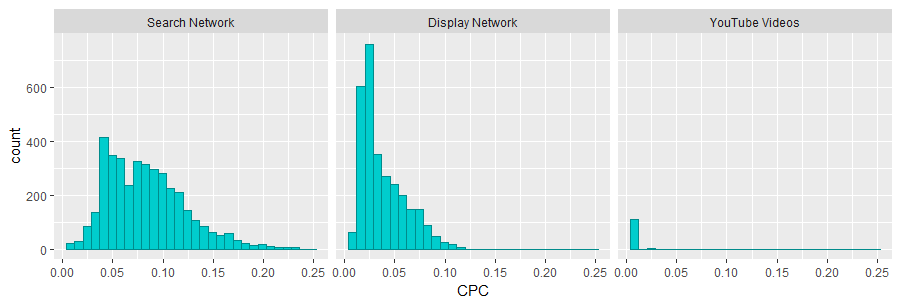 Search Network Display Network YouTube Videos
count
600
400
200
0
0.00 0.05 0.10 0.15 0.20 0.25 0.00 0.05 0.10 0.15 0.20 0.25 0.00 0.05 0.10 0.15 0.20 0.25
CPC